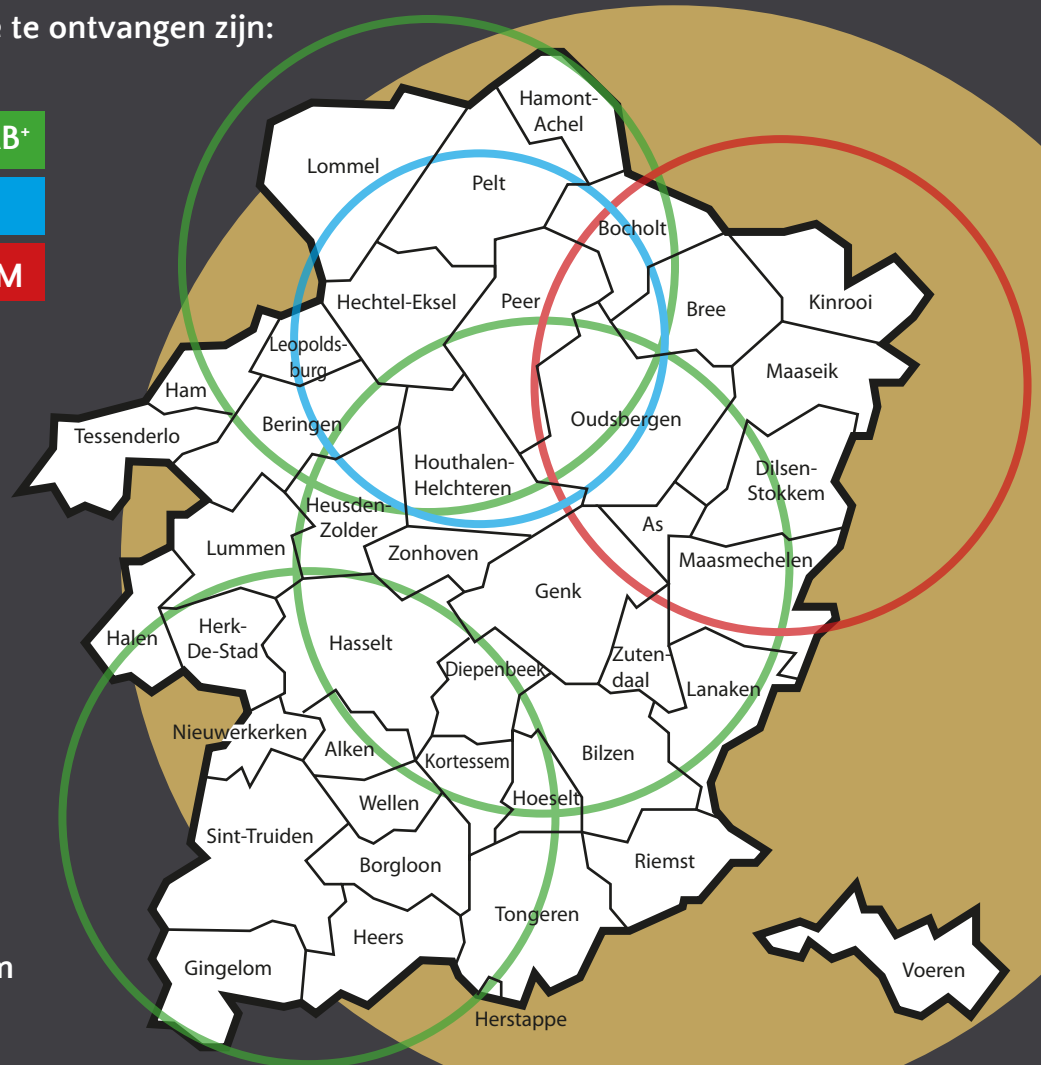 te ontvangen zijn:
Hamont-
Achel
AB+
Lommel
Pelt
Bocholt
M
Hechtel-Eksel
Peer
Bree
Kinrooi
Leopolds-
burg
Maaseik
Ham
Tessenderlo
Beringen
Oudsbergen
Houthalen-
Helchteren
Dilsen-
Stokkem
Heusden-
Zolder
As
Lummen
Zonhoven
Maasmechelen
Genk
Halen
Herk-
De-Stad
Hasselt
Diepenbeek
Zuten-
daal
Lanaken
Nieuwerkerken
Alken
Kortessem
Bilzen
Wellen
Hoeselt
Sint-Truiden
Borgloon
Riemst
Tongeren
Heers
Gingelom
Voeren
Herstappe